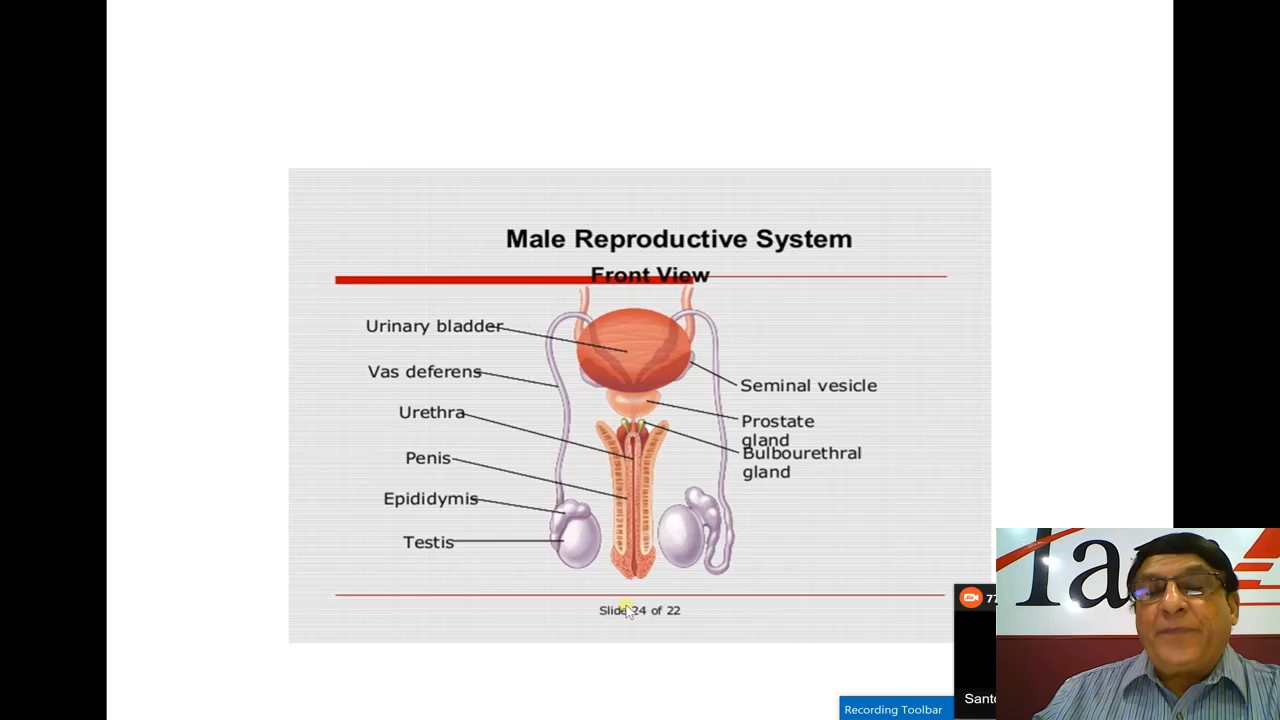 Male Reproductive System
Front View
Urinary bladder
Vas deferens
Urethra
Penis
Epididymis
Testis
Seminal vesicle
Prostate
gland
Bulbourethral
gland
Slide 24 of 22
77
Recording Toolbar